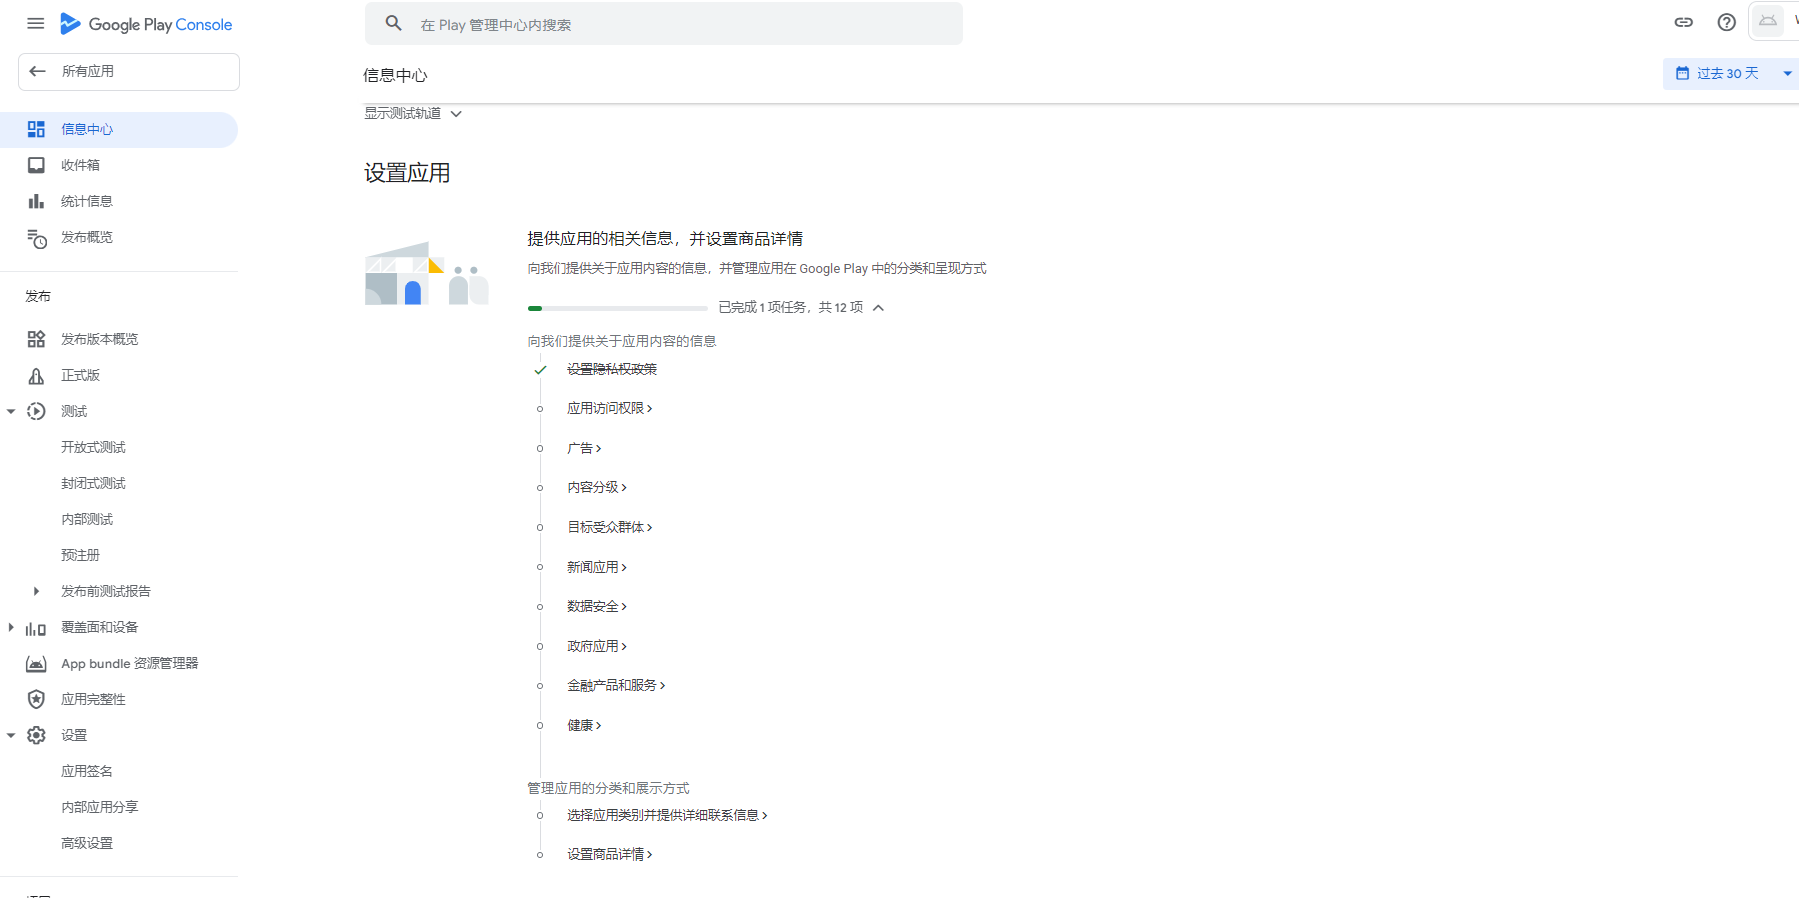 Google Play Console
在 Play 管理中心内搜索
所有应用
信息中心
过去 30 天
显示测试轨道
信息中心
收件箱
统计信息
发布概览
发布
发布版本概览
正式版
测试
开放式测试
封闭式测试
内部测试
预注册
发布前测试报告
覆盖面和设备
App bundle 资源管理器
应用完整性
设置
应用签名
内部应用分享
高级设置
设置应用
提供应用的相关信息，并设置商品详情
向我们提供关于应用内容的信息，并管理应用在 Google Play 中的分类和呈现方式
已完成 1 项任务，共 12 项
向我们提供关于应用内容的信息
设置隐私权政策
应用访问权限
广告
内容分级
目标受众群体
新闻应用
数据安全
政府应用
金融产品和服务
健康
管理应用的分类和展示方式
选择应用类别并提供详细联系信息
设置商品详情